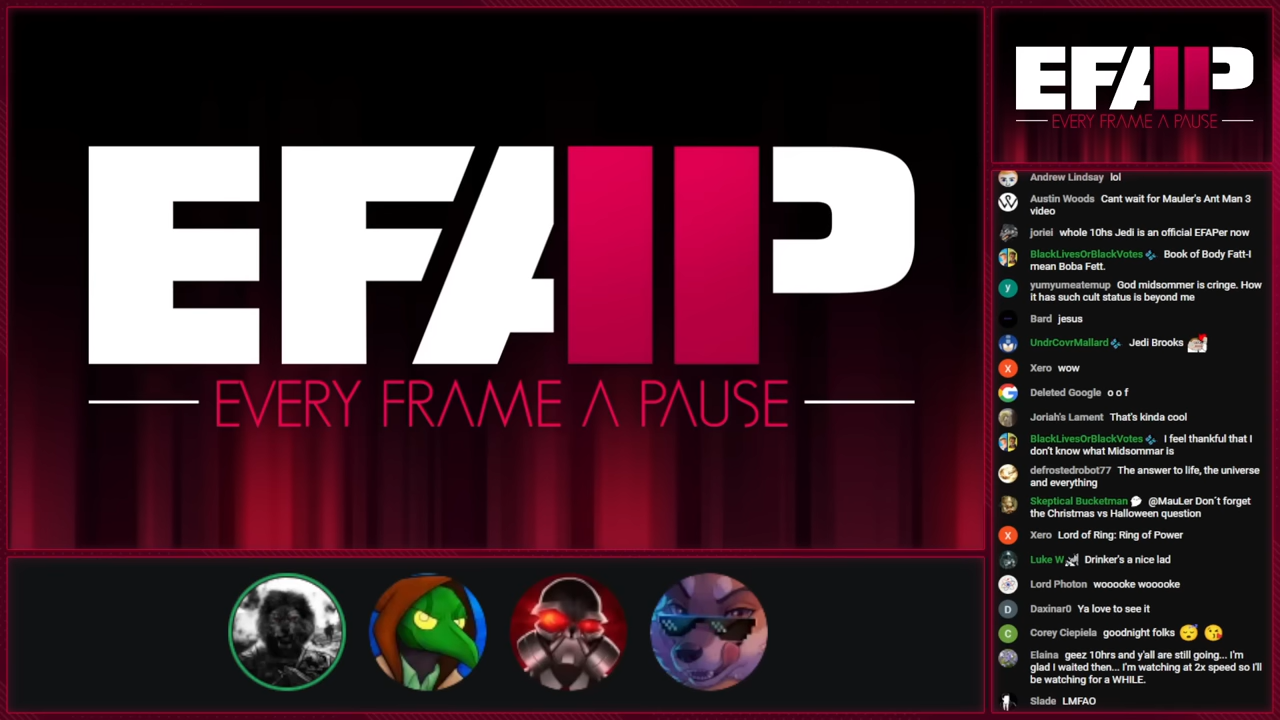 EFAP
EVERY FRAME A PAUSE
EFAP
EVERY FRAME A PAUSE
Andrew Lindsay lol
Austin Woods Cant wait for Mauler's Ant Man 3
video
joriei whole 10hs Jedi is an official EFAPer now
BlackLivesOrBlackVotes Book of Body Fatt-I
mean Boba Fett.
y
yumyumeatemup God midsommer is cringe. How
it has such cult status is beyond me
Bard jesus
UndrCovrMallard Jedi Brooks
X
Xero wow
Deleted Google o o f
Joriah's Lament That's kinda cool
BlackLivesOrBlackVotes I feel thankful that I
don't know what Midsommar is
defrostedrobot77 The answer to life, the universe
and everything
Skeptical Bucketman @MauLer Don´t forget
the Christmas vs Halloween question
X
Xero Lord of Ring: Ring of Power
Luke W Drinker's a nice lad
Lord Photon wooooke wooooke
D
Daxinar0 Ya love to see it
C
Corey Ciepiela goodnight folks
Elaina geez 10hrs and y'all are still going... I'm
glad I waited then... I'm watching at 2x speed so I'll
be watching for a WHILE.
Slade LMFAO